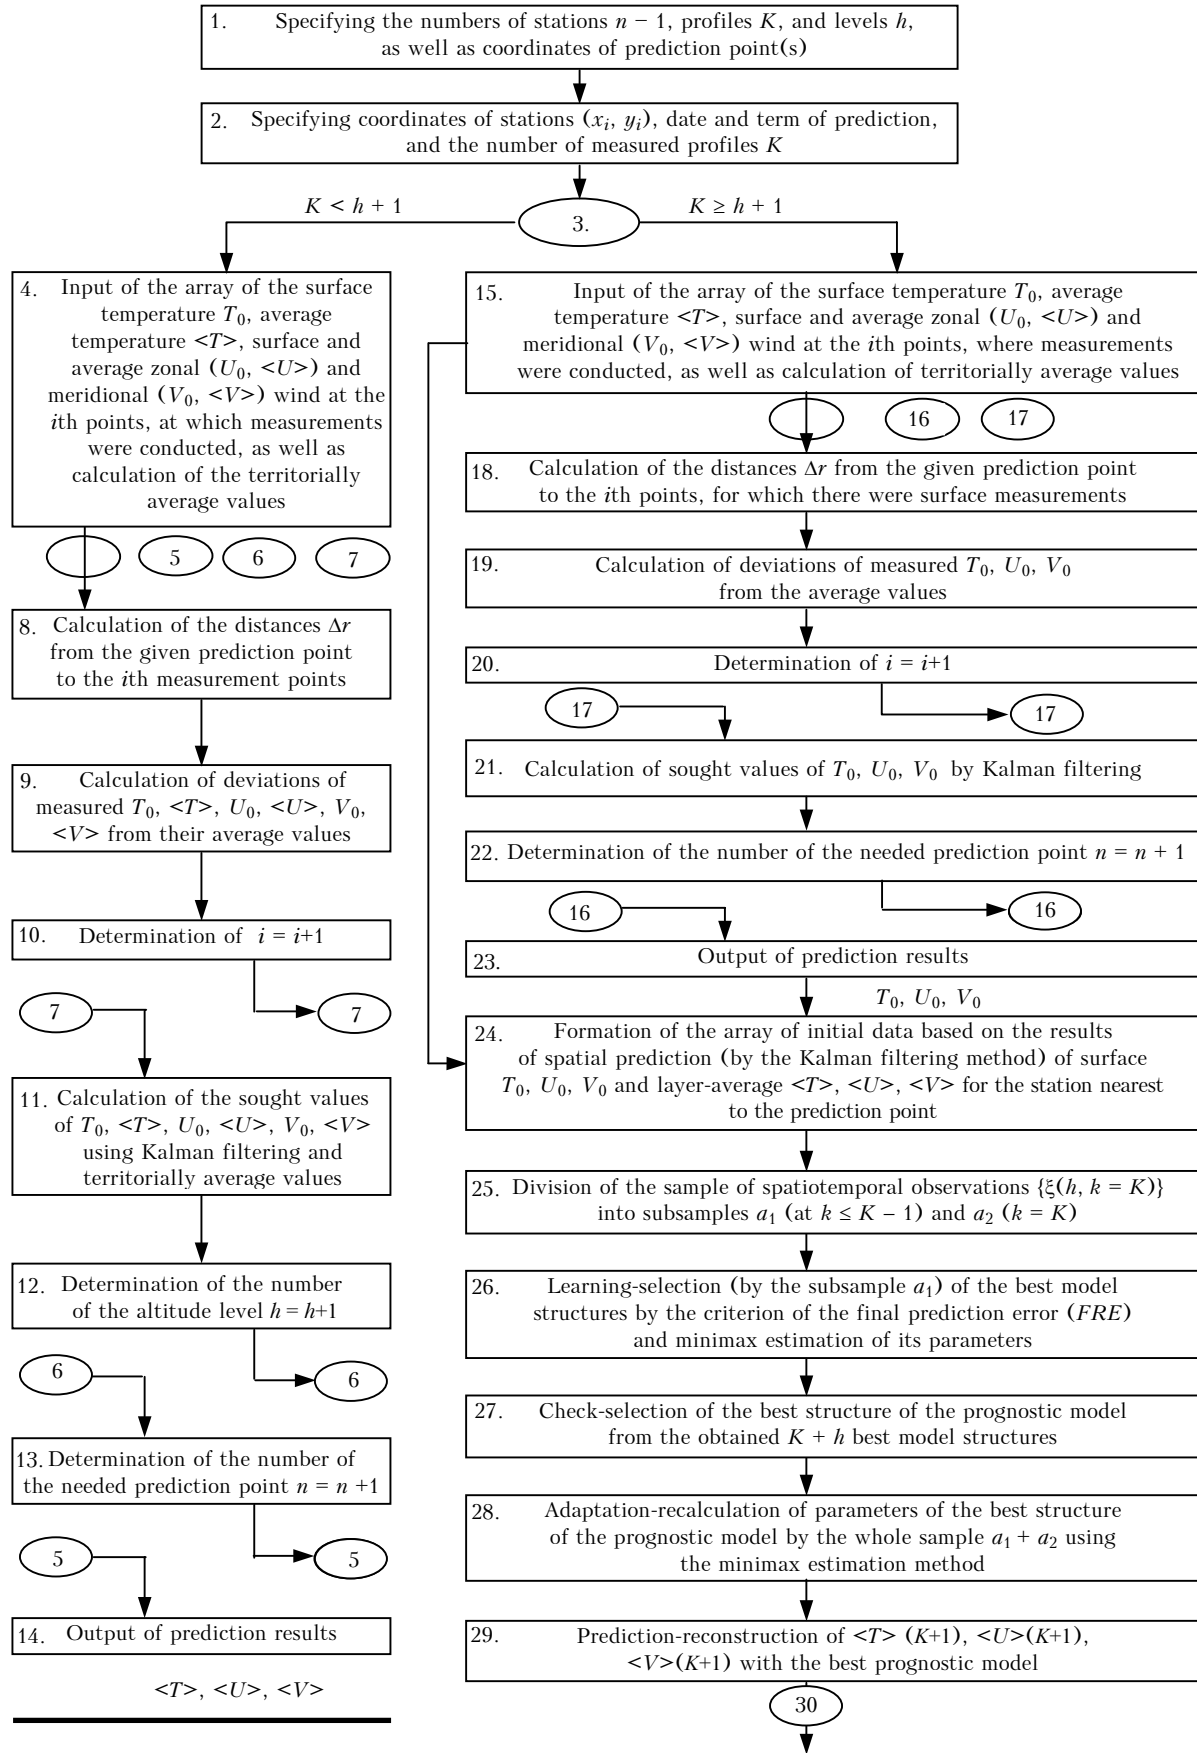 1. Specifying the numbers of stations n − 1, profiles K, and levels h,
as well as coordinates of prediction point(s)
2. Specifying coordinates of stations (xi, yi), date and term of prediction,
and the number of measured profiles K
K < h + 1
3.
K ≥ h + 1
4. Input of the array of the surface
temperature T0, average
temperature <T>, surface and
average zonal (U0, <U>) and
meridional (V0, <V>) wind at the
ith points, at which measurements
were conducted, as well as
calculation of the territorially
average values
5
6
7
8. Calculation of the distances Δr
from the given prediction point
to the ith measurement points
9. Calculation of deviations of
measured T0, <T>, U0, <U>, V0,
<V> from their average values
10. Determination of i = i+1
7
7
11. Calculation of the sought values
of T0, <T>, U0, <U>, V0, <V>
using Kalman filtering and
territorially average values
12. Determination of the number
of the altitude level h = h+1
6
6
13. Determination of the number of
the needed prediction point n = n +1
5
5
14. Output of prediction results
<T>, <U>, <V>
15. Input of the array of the surface temperature T0, average
temperature <T>, surface and average zonal (U0, <U>) and
meridional (V0, <V>) wind at the ith points, where measurements
were conducted, as well as calculation of territorially average values
16
17
18. Calculation of the distances Δr from the given prediction point
to the ith points, for which there were surface measurements
19. Calculation of deviations of measured T0, U0, V0
from the average values
20. Determination of i = i+1
17
17
21. Calculation of sought values of T0, U0, V0 by Kalman filtering
22. Determination of the number of the needed prediction point n = n + 1
16
16
23. Output of prediction results
T0, U0, V0
24. Formation of the array of initial data based on the results
of spatial prediction (by the Kalman filtering method) of surface
T0, U0, V0 and layer-average <T>, <U>, <V> for the station nearest
to the prediction point
25. Division of the sample of spatiotemporal observations {ξ(h, k = K)}
into subsamples a1 (at k ≤ K − 1) and a2 (k = K)
26. Learning-selection (by the subsample a1) of the best model
structures by the criterion of the final prediction error (FRE)
and minimax estimation of its parameters
27. Check-selection of the best structure of the prognostic model
from the obtained K + h best model structures
28. Adaptation-recalculation of parameters of the best structure
of the prognostic model by the whole sample a1 + a2 using
the minimax estimation method
29. Prediction-reconstruction of <T> (K+1), <U>(K+1),
<V>(K+1) with the best prognostic model
30